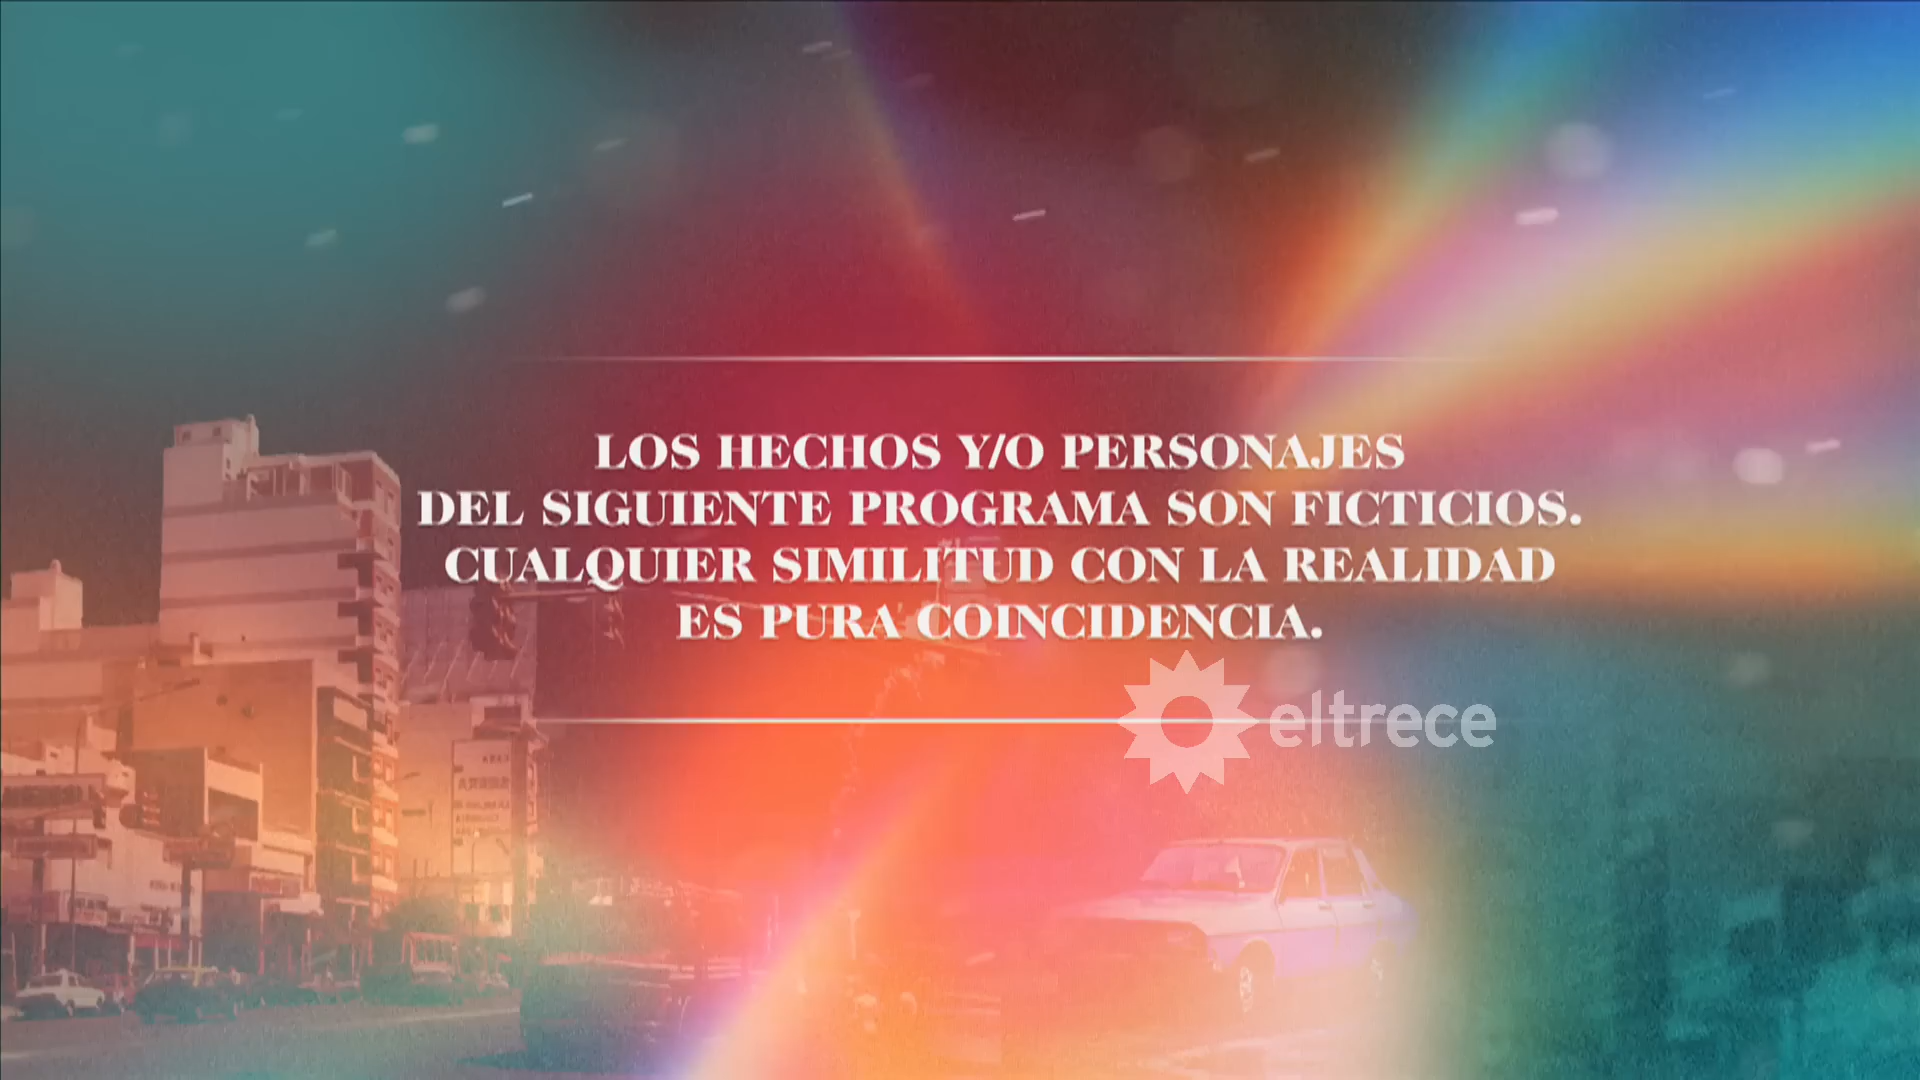 LOS HECHOS Y/O PERSONAJES
DEL SIGUIENTE PROGRAMA SON FICTICIOS.
CUALQUIER SIMILITUD CON LA REALIDAD
ES PURA COINCIDENCIA.
eltrece